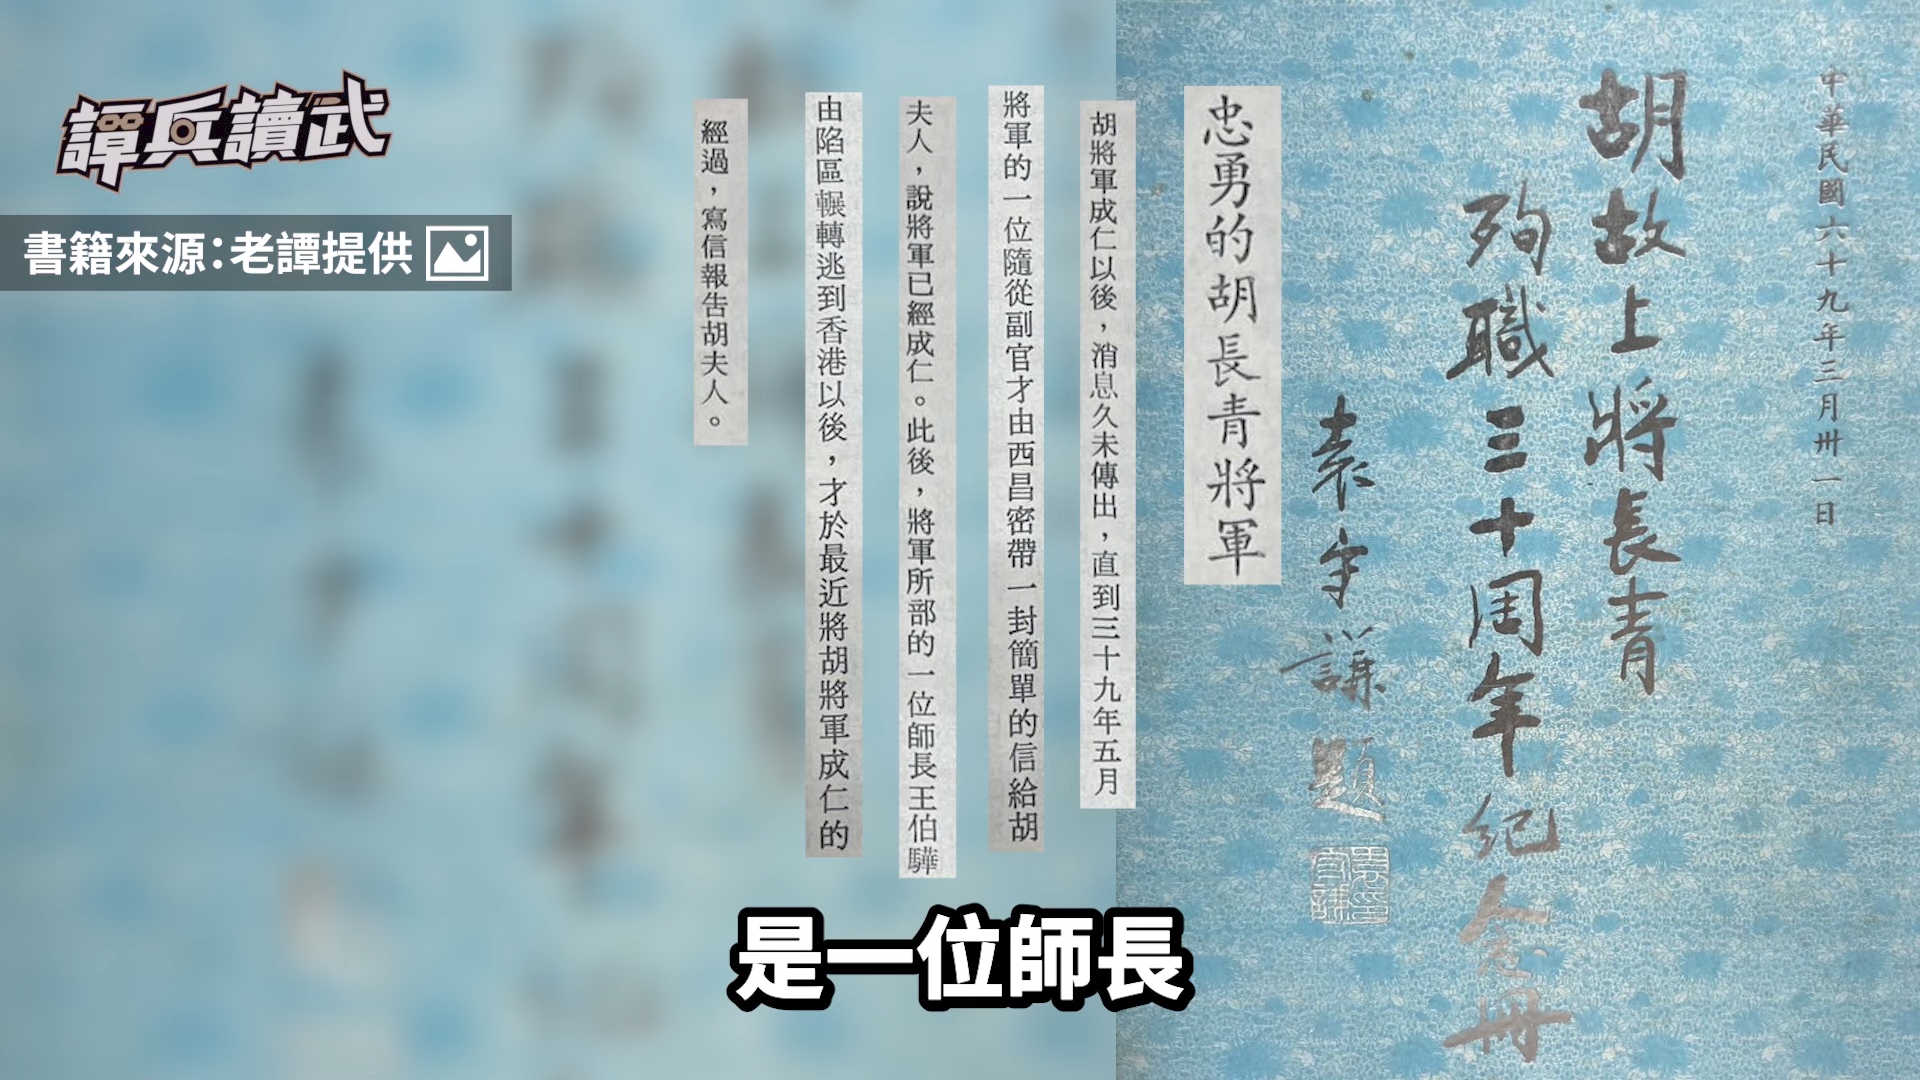 譚兵讀武
書籍來源:老譚提供
中華民國六十九年三月卅一日
胡故上將長青
殉職三十周年紀念冊
袁守謙題
忠勇的胡長青將軍
胡將軍成仁以後，消息久未傳出，直到三十九年五月
將軍的一位隨從副官才由西昌密帶一封簡單的信給胡
夫人，說將軍已經成仁。此後，將軍所部的一位師長王伯驊
由陷區輾轉逃到香港以後，才於最近將胡將軍成仁的
經過，寫信報告胡夫人。
是一位師長